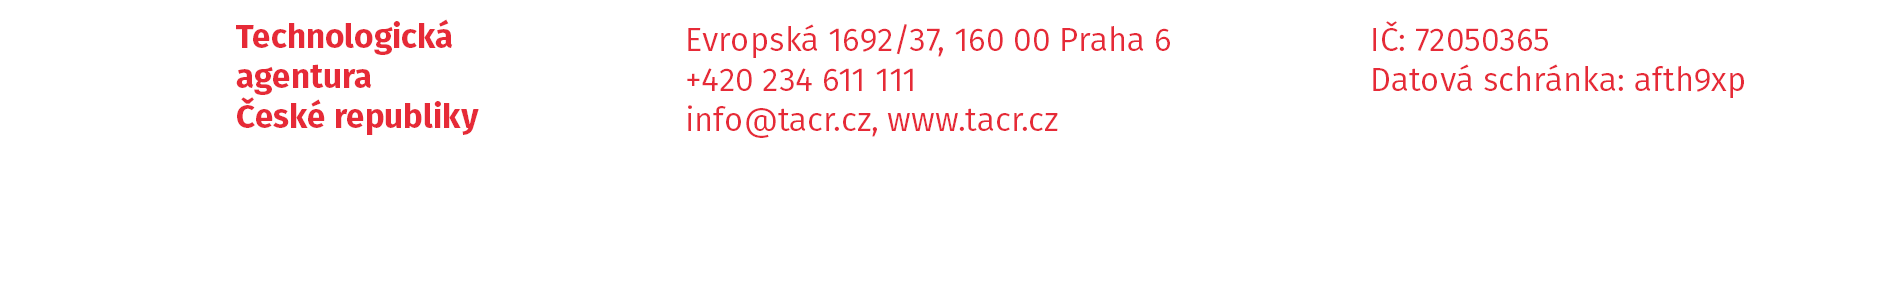 Technologická
agentura
České republiky
Evropská 1692/37, 160 00 Praha 6
+420 234 611 111
info@tacr.cz, www.tacr.cz
IČ: 72050365
Datová schránka: afth9xp